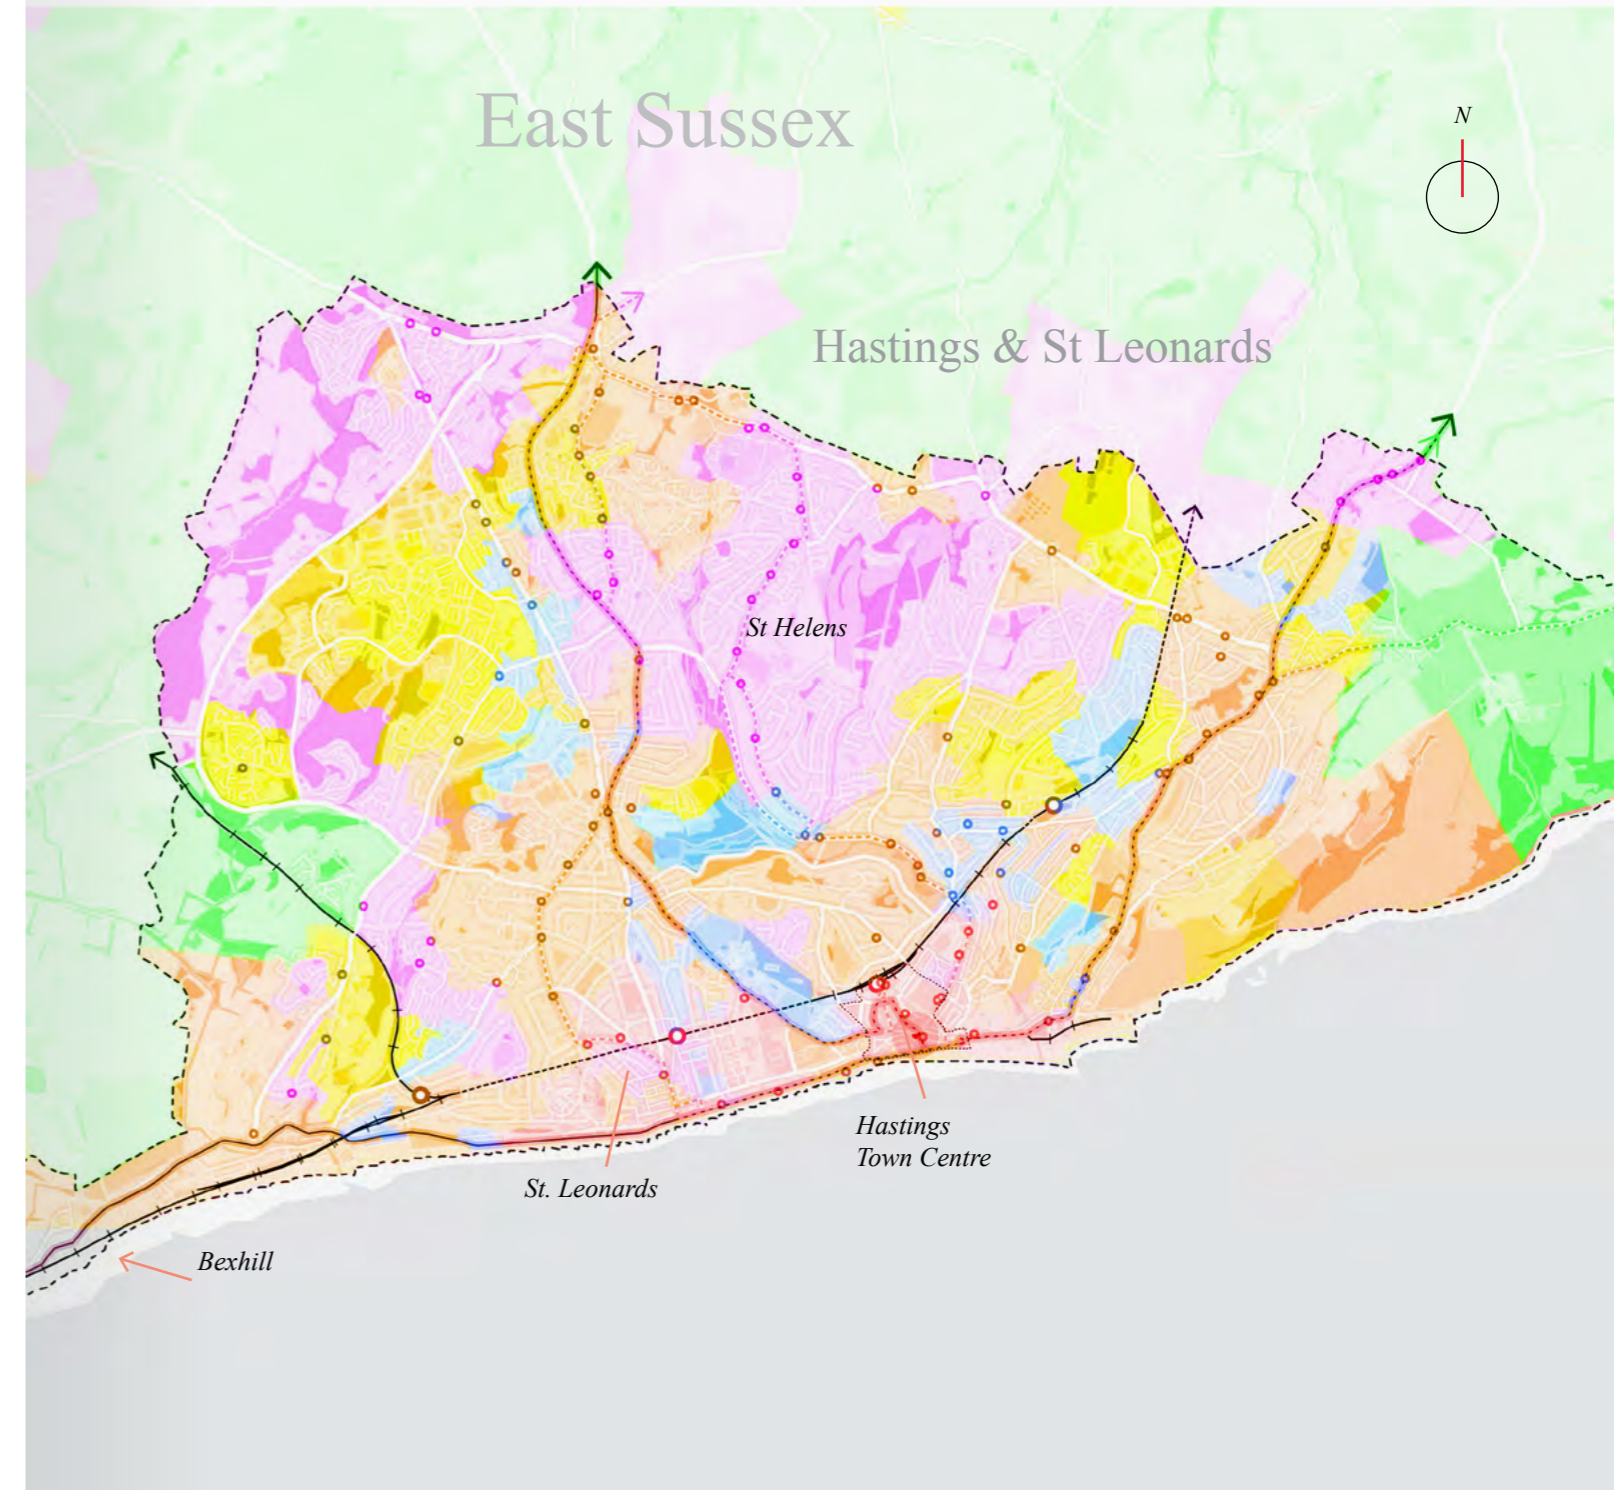 East Sussex
N
Hastings & St Leonards
St Helens
Hastings
Town Centre
St. Leonards
Bexhill